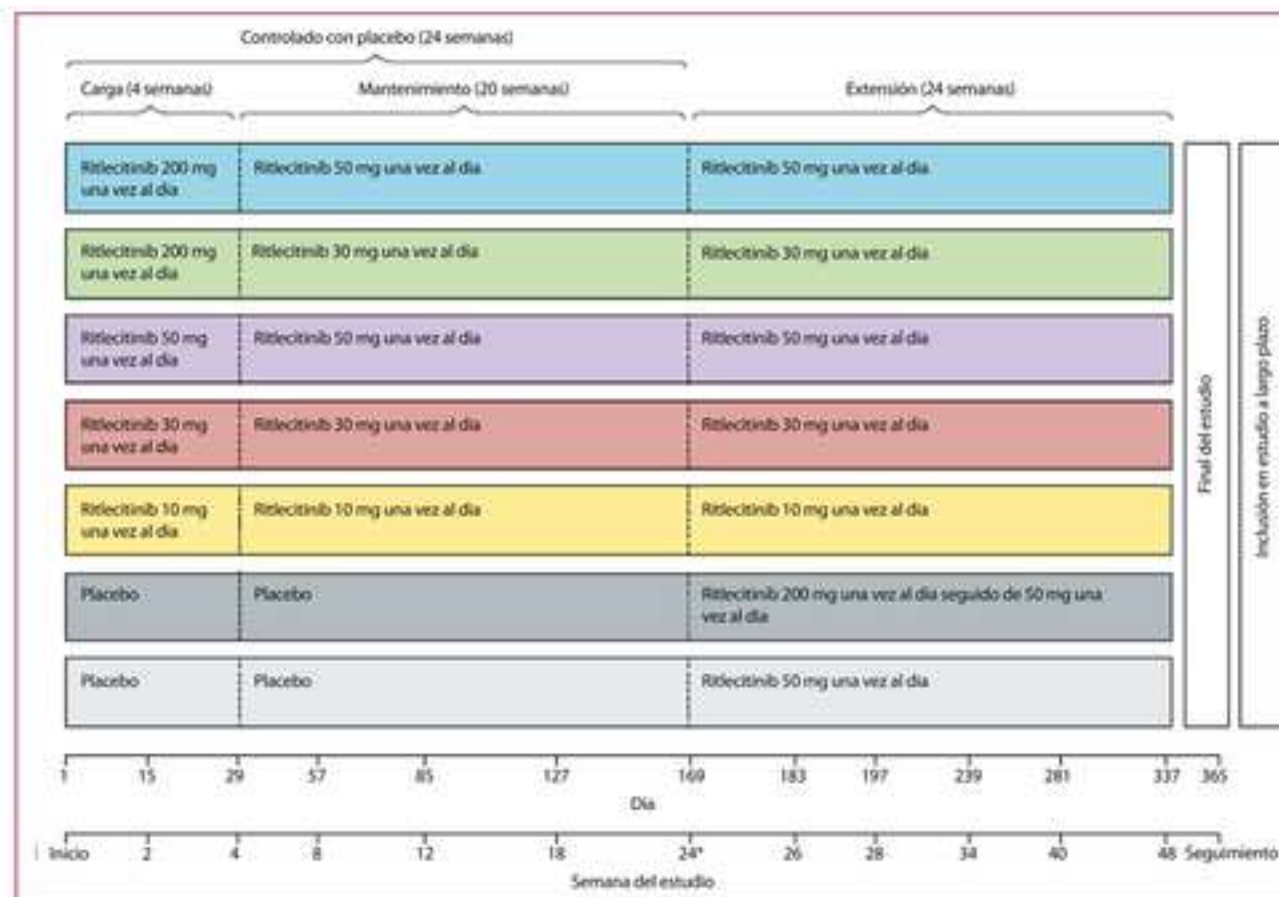 Controlado con placebo (24 semanas)
Carga (4 semanas)
Mantenimiento (20 semanas)
Extensión (24 semanas)
Ritlecitinib 200 mg
una vez al día
Ritlecitinib 50 mg una vez al día
Ritlecitinib 50 mg una vez al día
Ritlecitinib 200 mg
una vez al día
Ritlecitinib 30 mg una vez al día
Ritlecitinib 30 mg una vez al día
Ritlecitinib 50 mg
una vez al día
Ritlecitinib 50 mg una vez al día
Ritlecitinib 50 mg una vez al día
Ritlecitinib 30 mg
una vez al día
Ritlecitinib 30 mg una vez al día
Ritlecitinib 30 mg una vez al día
Ritlecitinib 10 mg
una vez al día
Ritlecitinib 10 mg una vez al día
Ritlecitinib 10 mg una vez al día
Placebo
Placebo
Ritlecitinib 200 mg una vez al día seguido de 50 mg una
vez al día
Placebo
Placebo
Ritlecitinib 50 mg una vez al día
Final del estudio
Inclusión en estudio a largo plazo
1 15 29 57 85 127 169 183 197 239 281 337 365
Día
Inicio 2 4 8 12 18 24* 26 28 34 40 48 Seguimiento
Semana del estudio